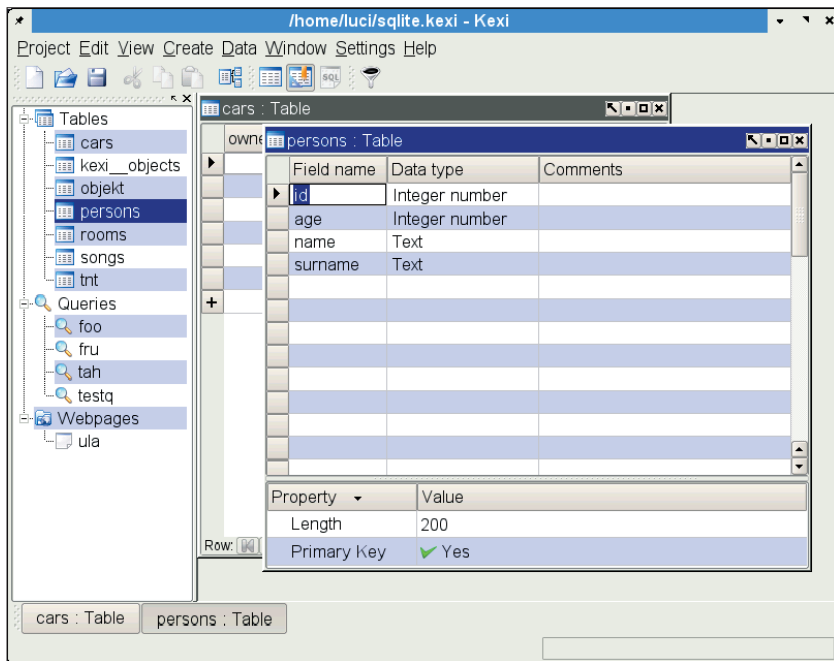 /home/luci/sqlite.kexi - Kexi
Project Edit View Create Data Window Settings Help
SQL
Tables
cars
kexi__objects
objekt
persons
rooms
songs
tnt
Queries
foo
fru
tah
testq
Webpages
ula
cars : Table
owne
persons : Table
Field name Data type Comments
id Integer number
age Integer number
name Text
surname Text
Property Value
Length 200
Primary Key Yes
Row:
cars : Table persons : Table